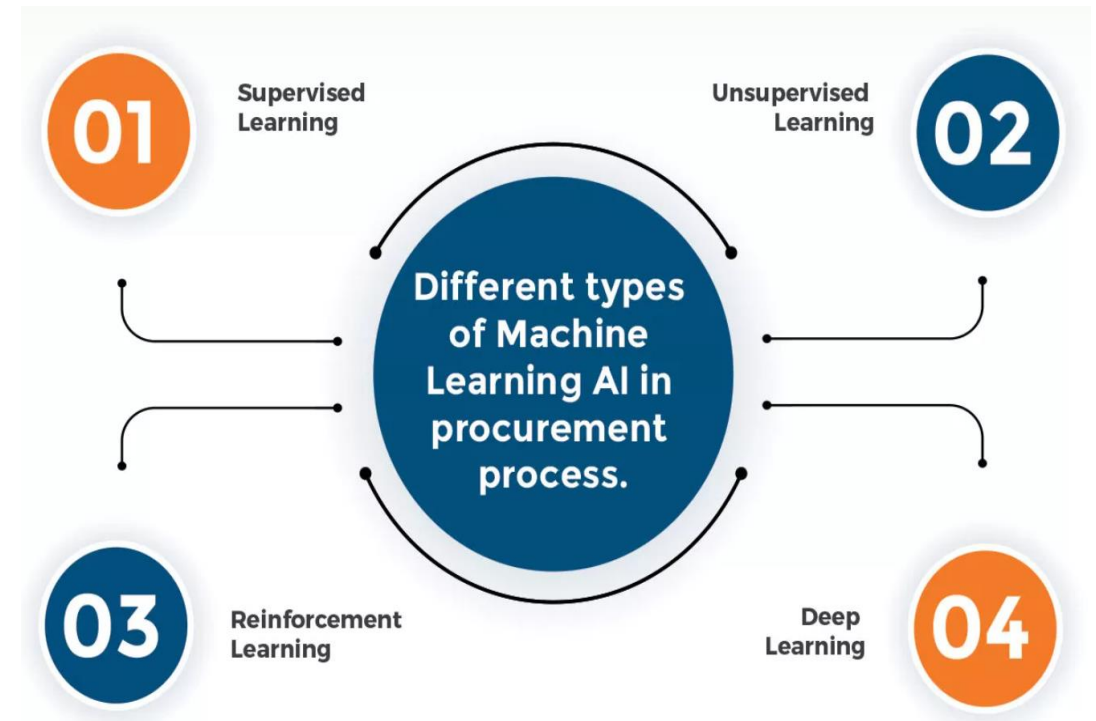 01
Supervised
Learning
Unsupervised
Learning
02
Different types
of Machine
Learning AI in
procurement
process.
03
Reinforcement
Learning
Deep
Learning
04